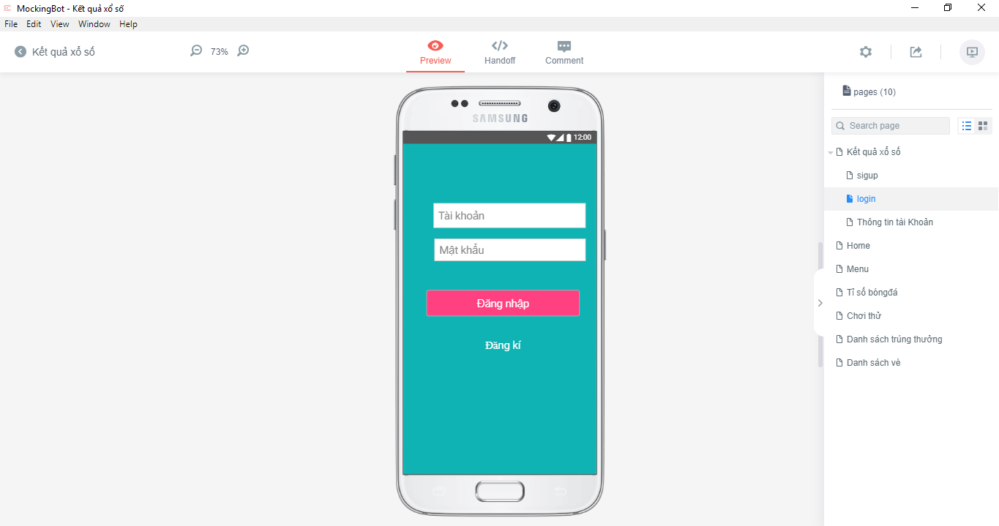 MockingBot - Kết quả xổ số
File Edit View Window Help
Kết quả xổ số
73%
Preview
Handoff
Comment
SAMSUNG
12:00
Tài khoản
Mật khẩu
Đăng nhập
Đăng kí
pages (10)
Search page
Kết quả xổ số
sigup
login
Thông tin tài Khoản
Home
Menu
Tỉ số bóngđá
Chơi thử
Danh sách trúng thưởng
Danh sách vé